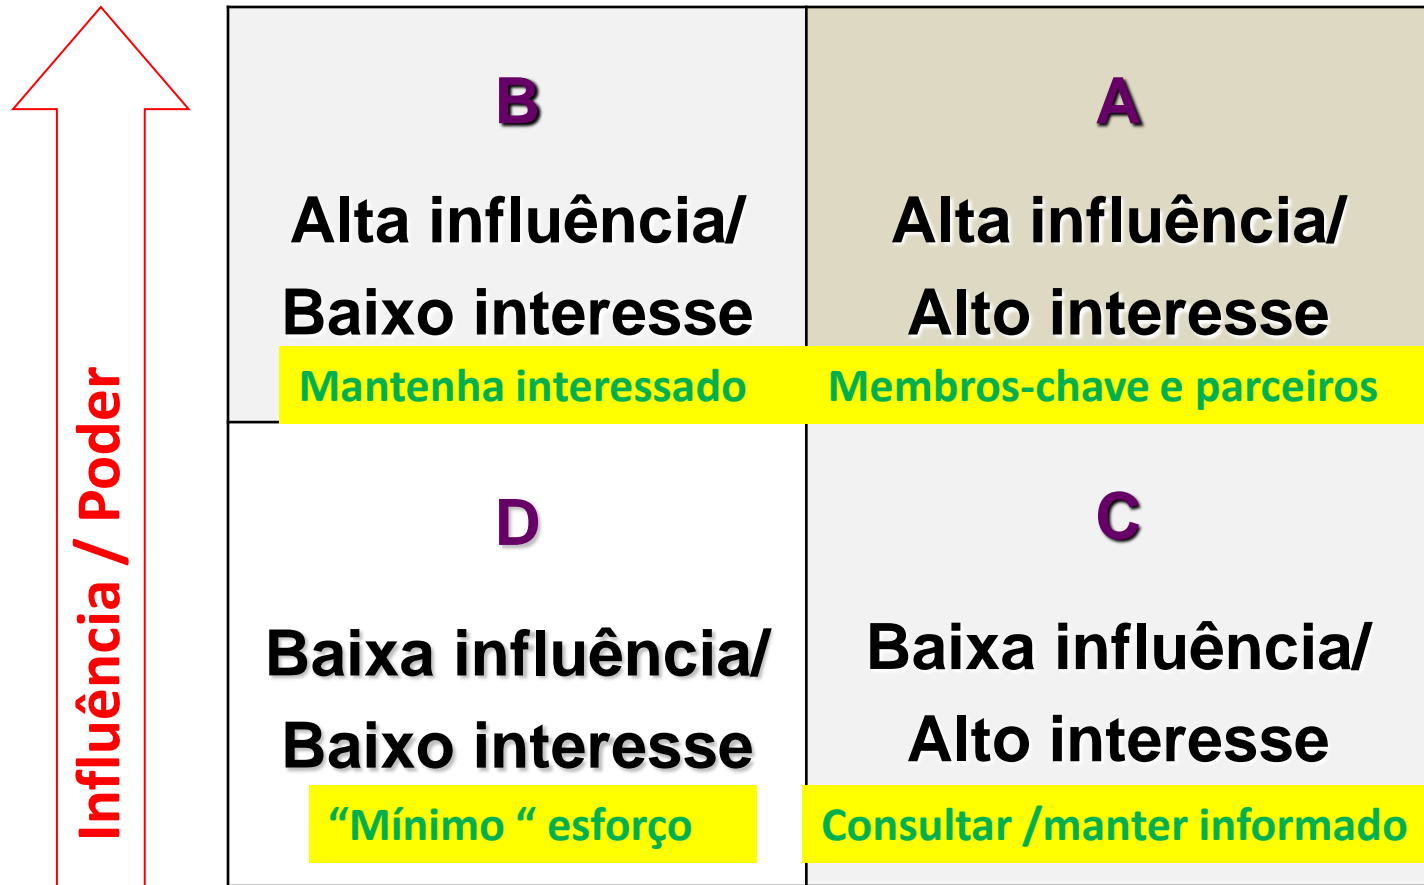 Influência / Poder
B
Alta influência/
Baixo interesse
Mantenha interessado
A
Alta influência/
Alto interesse
Membros-chave e parceiros
D
Baixa influência/
Baixo interesse
“Mínimo “ esforço
C
Baixa influência/
Alto interesse
Consultar /manter informado